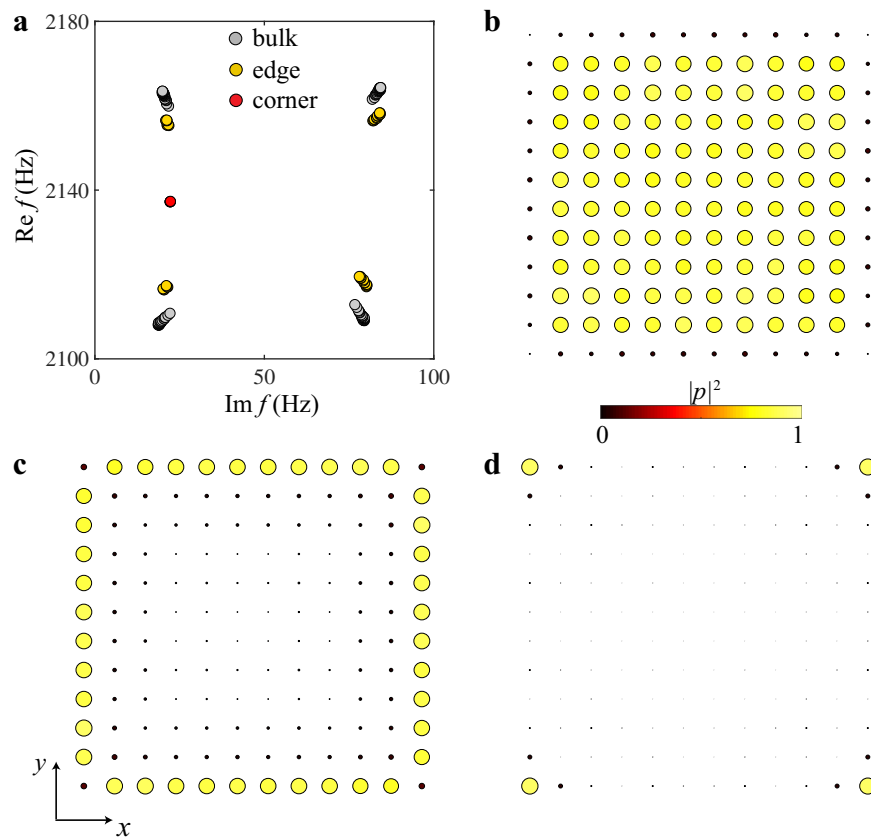 a
2180
bulk
edge
corner
2140
Re f (Hz)
2100
0
50
100
Im f (Hz)
b
|p|²
0
1
c
d
y
x